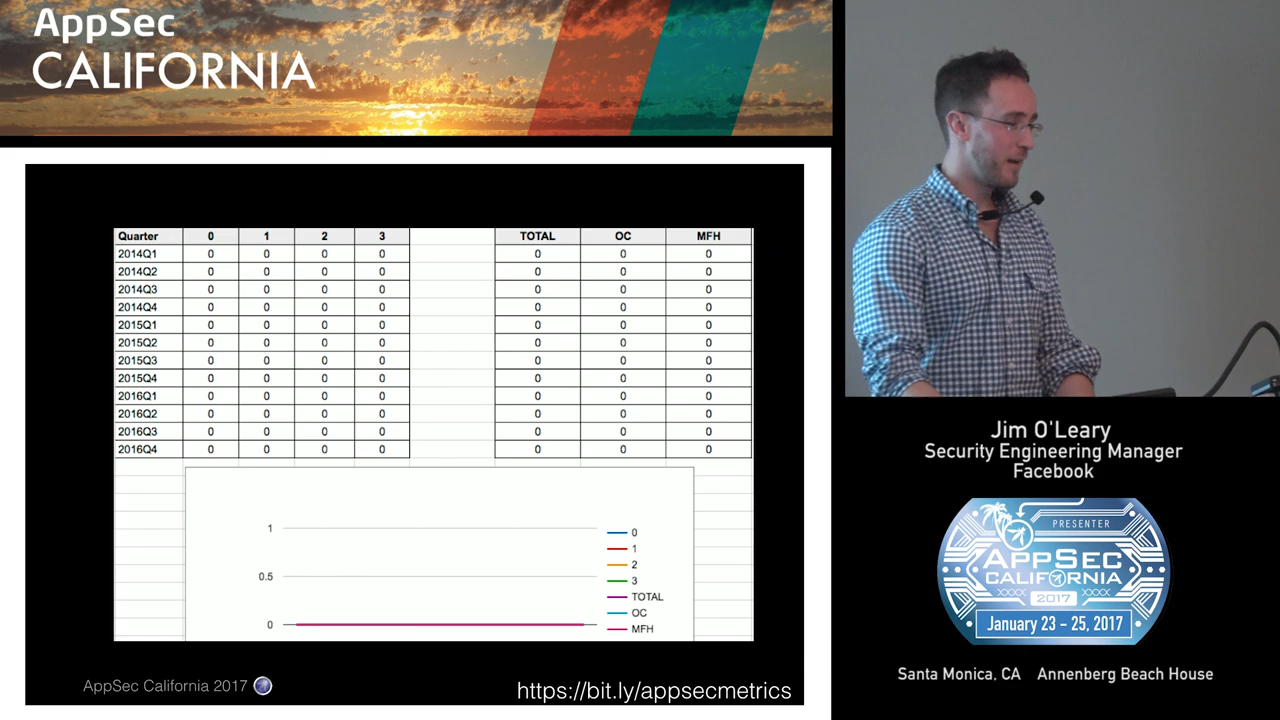 AppSec
CALIFORNIA
Quarter 0 1 2 3 TOTAL OC MFH
2014Q1 0 0 0 0 0 0 0
2014Q2 0 0 0 0 0 0 0
2014Q3 0 0 0 0 0 0 0
2014Q4 0 0 0 0 0 0 0
2015Q1 0 0 0 0 0 0 0
2015Q2 0 0 0 0 0 0 0
2015Q3 0 0 0 0 0 0 0
2015Q4 0 0 0 0 0 0 0
2016Q1 0 0 0 0 0 0 0
2016Q2 0 0 0 0 0 0 0
2016Q3 0 0 0 0 0 0 0
2016Q4 0 0 0 0 0 0 0
1
0.5
0
0
1
2
3
TOTAL
OC
MFH
AppSec California 2017
https://bit.ly/appsecmetrics
Jim O'Leary
Security Engineering Manager
Facebook
PRESENTER
APPSEC
CALIFORNIA
2017
January 23 - 25, 2017
Santa Monica, CA Annenberg Beach House